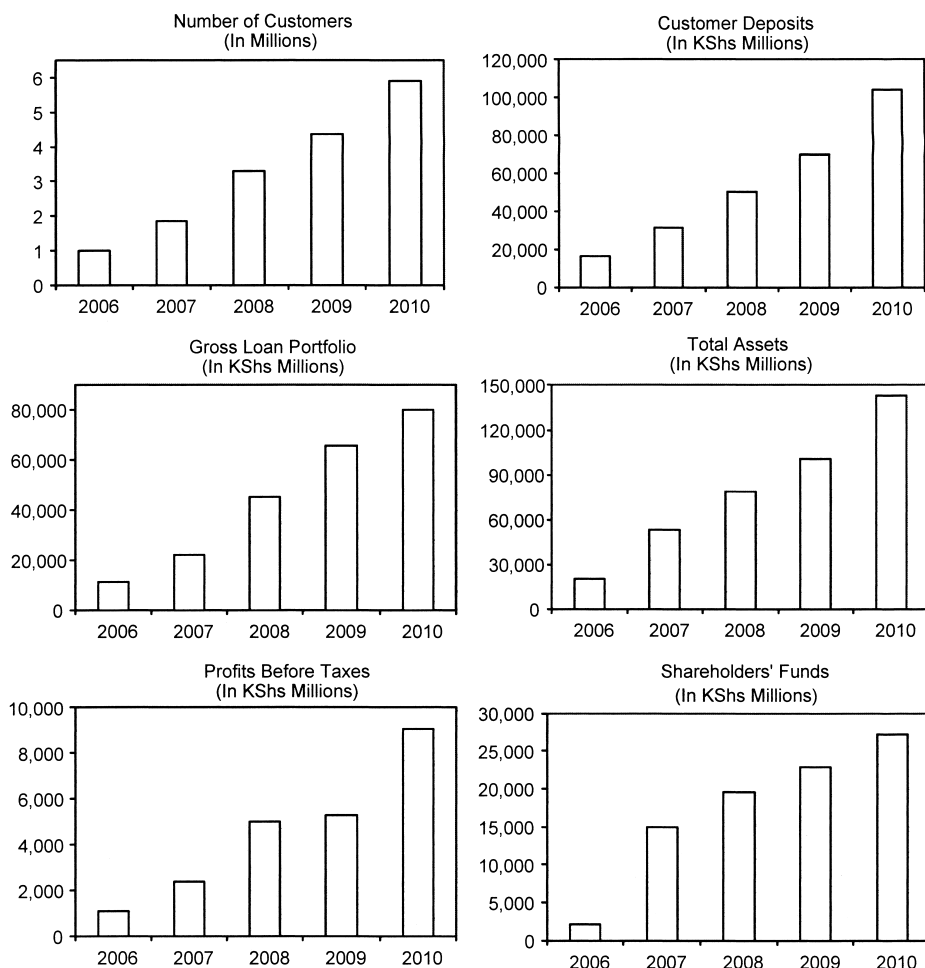 Number of Customers
(In Millions)
6
5
4
3
2
1
0
2006 2007 2008 2009 2010
Customer Deposits
(In KShs Millions)
120,000
100,000
80,000
60,000
40,000
20,000
0
2006 2007 2008 2009 2010
Gross Loan Portfolio
(In KShs Millions)
80,000
60,000
40,000
20,000
0
2006 2007 2008 2009 2010
Total Assets
(In KShs Millions)
150,000
120,000
90,000
60,000
30,000
0
2006 2007 2008 2009 2010
Profits Before Taxes
(In KShs Millions)
10,000
8,000
6,000
4,000
2,000
0
2006 2007 2008 2009 2010
Shareholders' Funds
(In KShs Millions)
30,000
25,000
20,000
15,000
10,000
5,000
0
2006 2007 2008 2009 2010